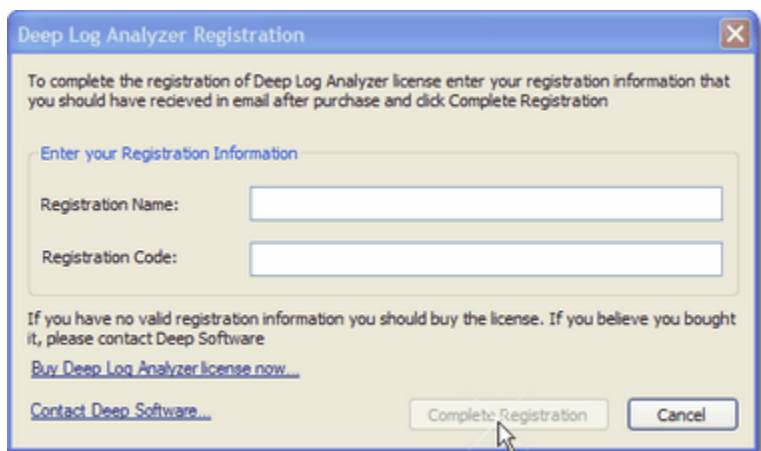 Deep Log Analyzer Registration
To complete the registration of Deep Log Analyzer license enter your registration information that
you should have recieved in email after purchase and click Complete Registration
Enter your Registration Information
Registration Name:
Registration Code:
If you have no valid registration information you should buy the license. If you believe you bought
it, please contact Deep Software
Buy Deep Log Analyzer license now...
Contact Deep Software...
Complete Registration
Cancel